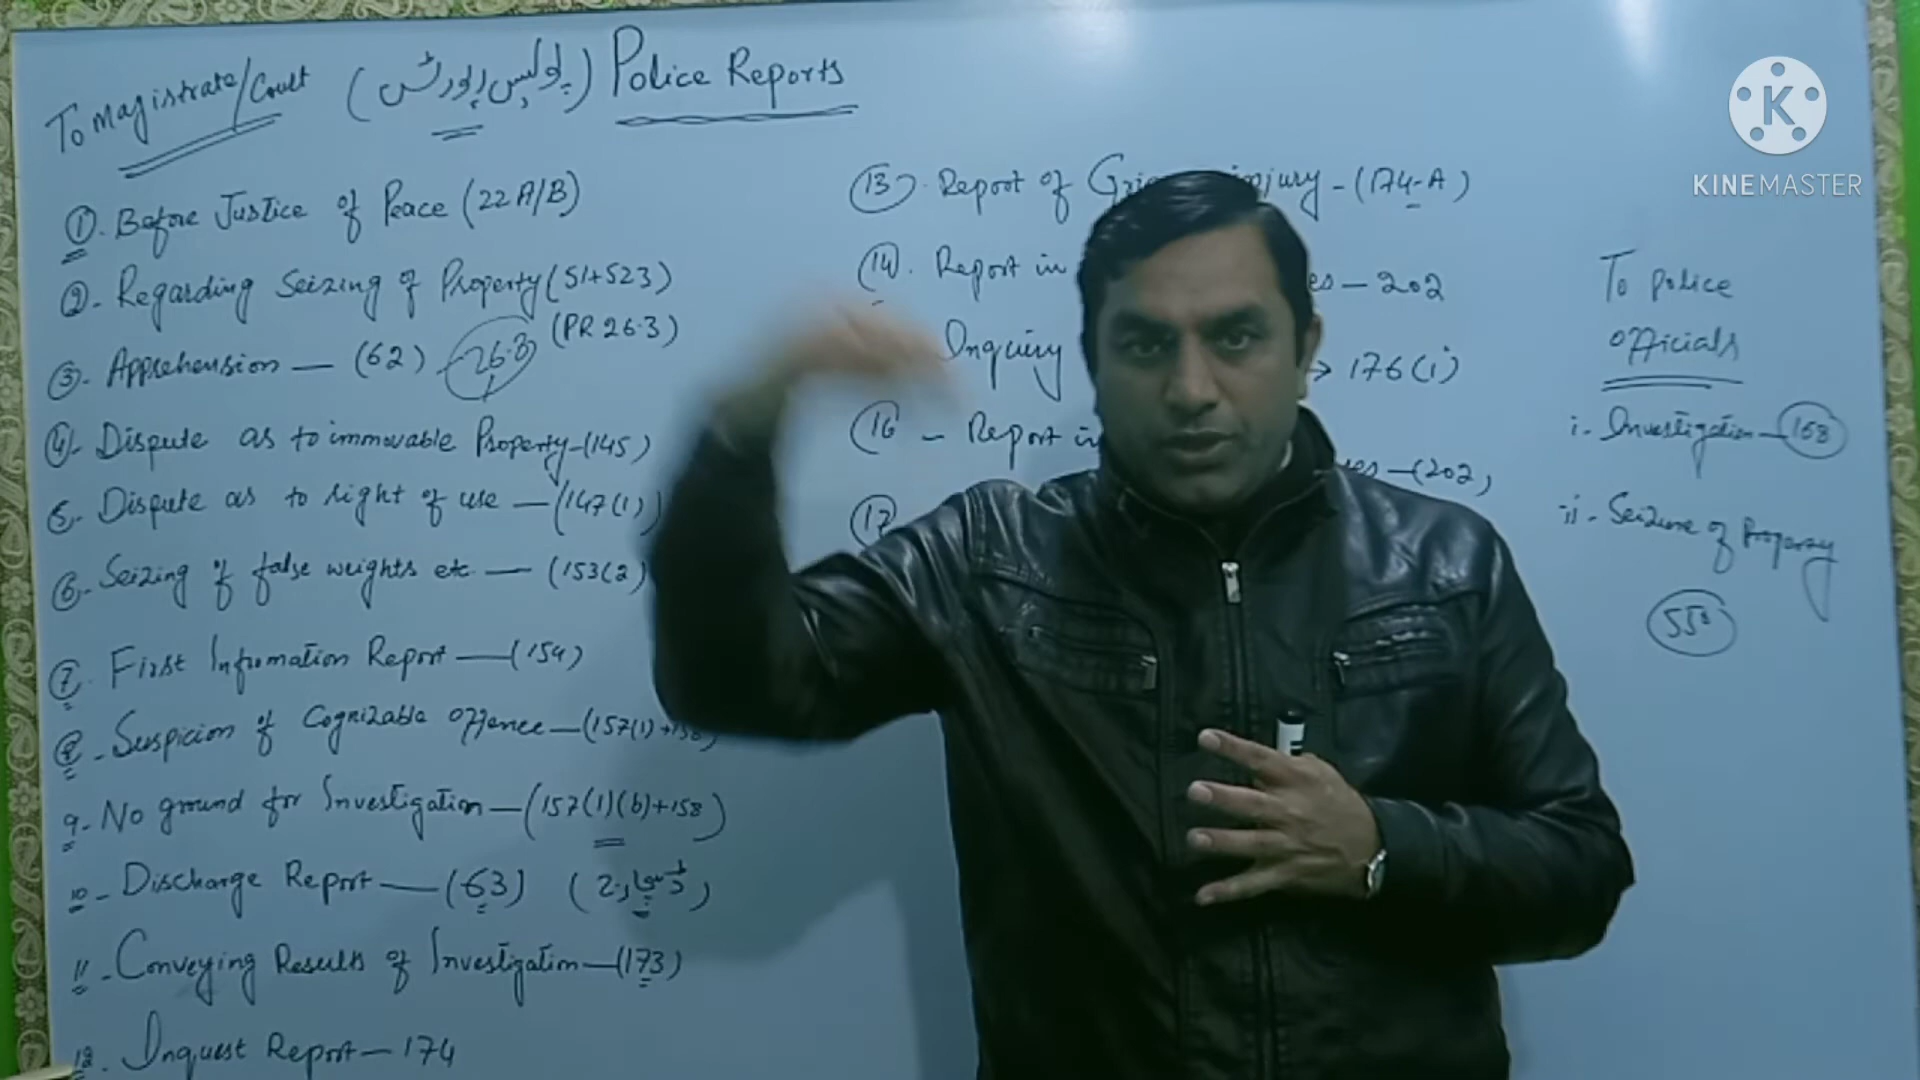 To Magistrate/Court (پولیس رپورٹس) Police Reports
① Before Justice of Peace (22 A/B)
② - Regarding Seizing of Property (51+523)
(PR 26.3)
③ - Apprehension — (62) - 26.3
④ - Dispute as to immovable Property - (145)
⑤ - Dispute as to right of use — (147(1)
⑥ - Seizing of false weights etc — (153(2)
⑦ . First Information Report — (154)
⑧ - Suspicion of Cognizable offence — (157(1)+158)
9 - No ground for Investigation — (157(1)(b)+158)
10 - Discharge Report — (63) (ڈسچارج)
11 - Conveying Results of Investigation — (173)
12 . Inquest Report — 174
⑬ . Report of injury - (174-A)
⑭ . Report in es — 202
Inquiry → 176(i)
⑯ - Report in es — (202)
⑰
To police
officials
i - Investigation — 168
ii - Seizure of Property
550
KINEMASTER